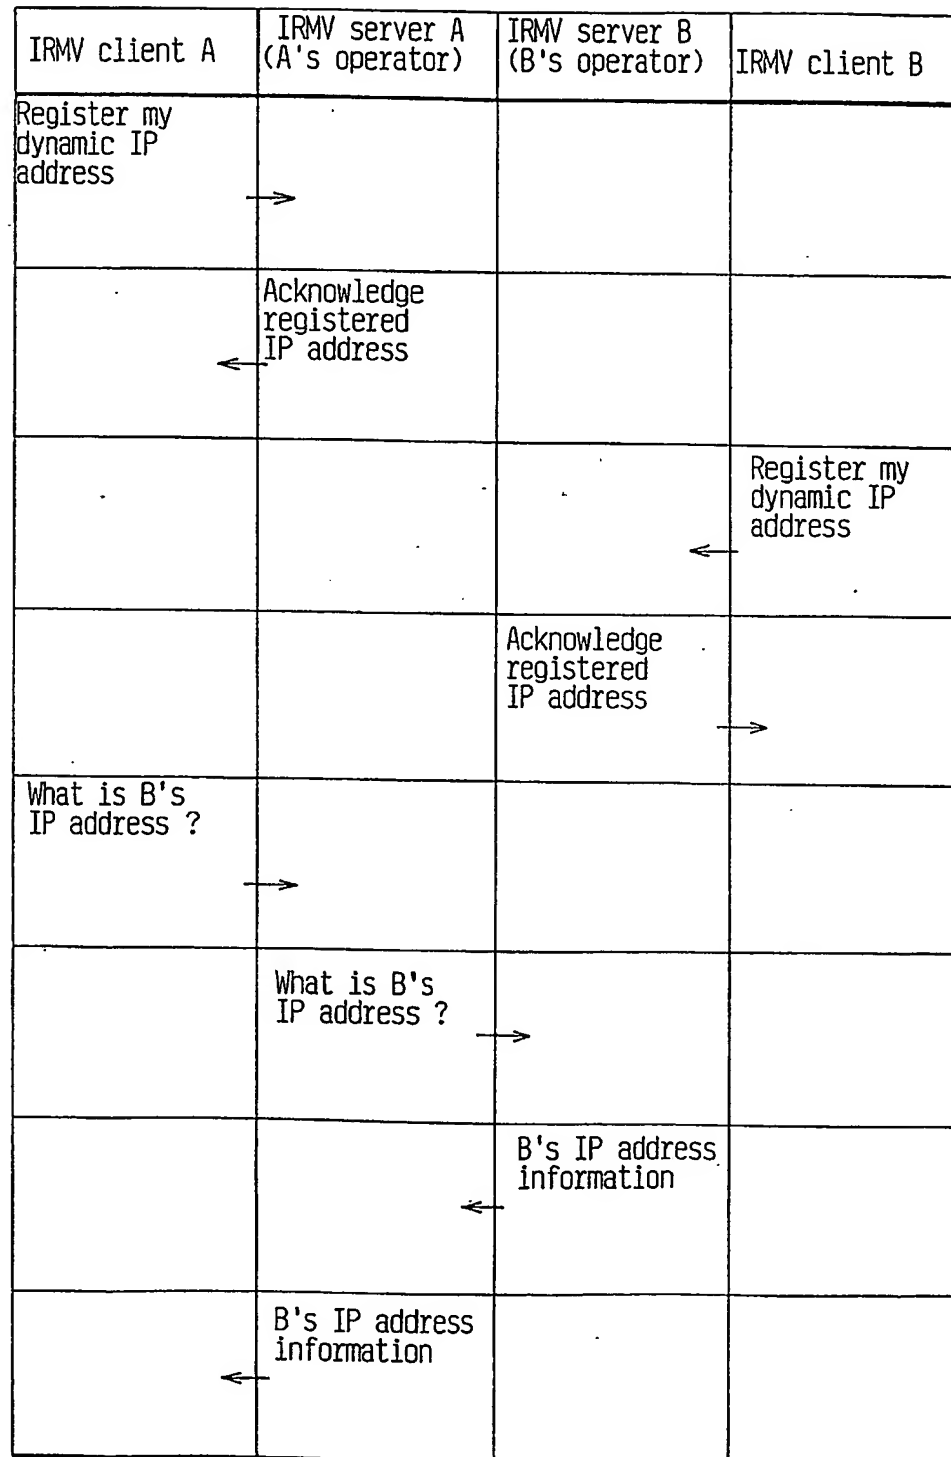 IRMV client A
IRMV server A
(A's operator)
IRMV server B
(B's operator)
IRMV client B
Register my
dynamic IP
address
Acknowledge
registered
IP address
Register my
dynamic IP
address
Acknowledge
registered
IP address
What is B's
IP address ?
What is B's
IP address ?
B's IP address
information
B's IP address
information